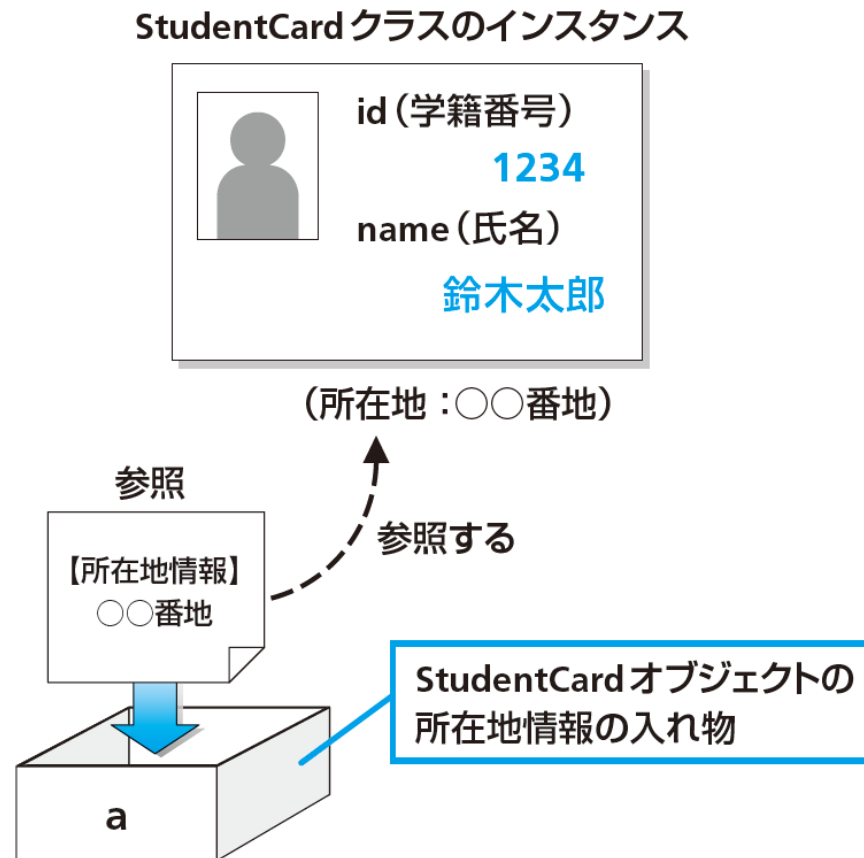 StudentCardクラスのインスタンス
id（学籍番号）
1234
name（氏名）
鈴木太郎
（所在地：○○番地）
参照
参照する
【所在地情報】
○○番地
StudentCardオブジェクトの
所在地情報の入れ物
a